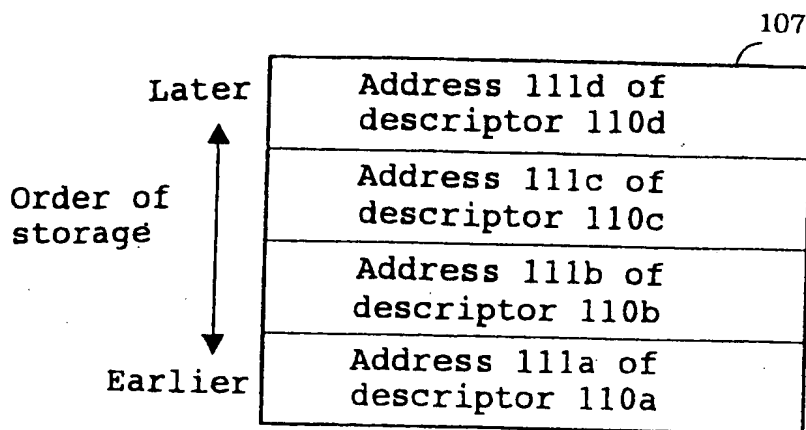 107
Later
Address 111d of
descriptor 110d
Address 111c of
descriptor 110c
Order of
storage
Address 111b of
descriptor 110b
Earlier
Address 111a of
descriptor 110a